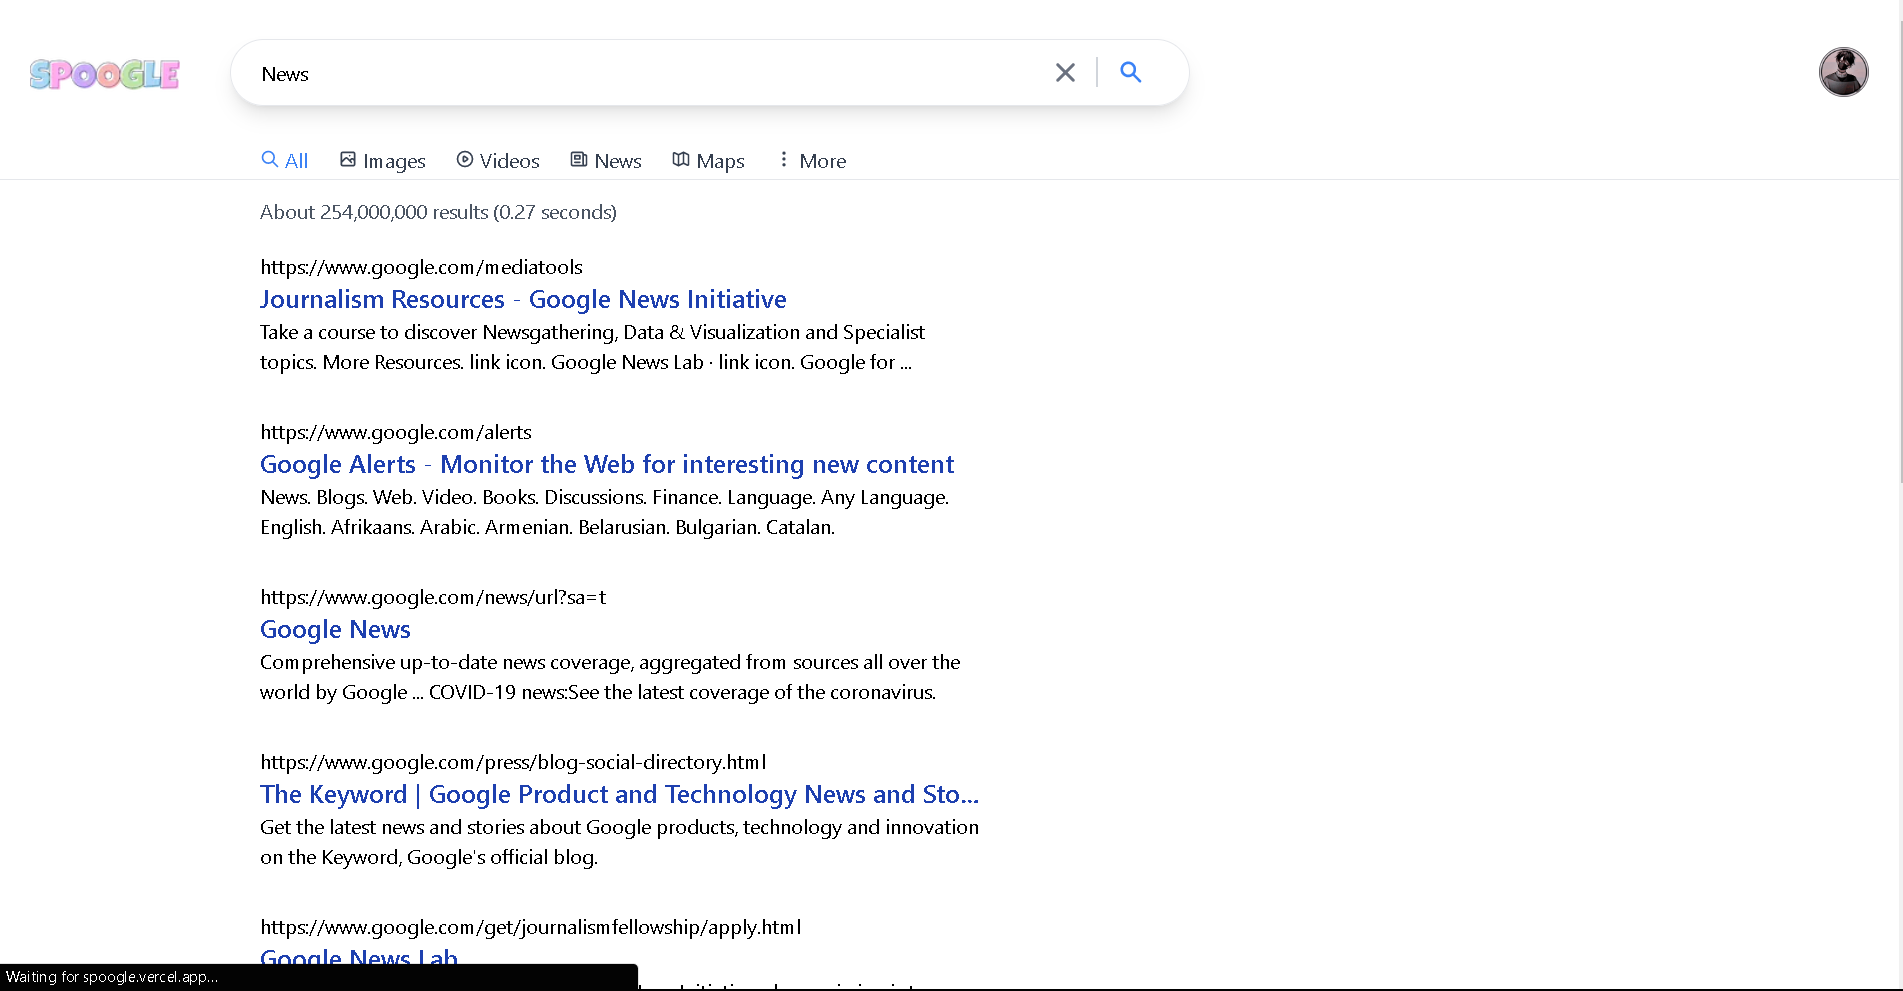 SPOOGLE
News
All Images Videos News Maps More
About 254,000,000 results (0.27 seconds)
https://www.google.com/mediatools
Journalism Resources - Google News Initiative
Take a course to discover Newsgathering, Data & Visualization and Specialist
topics. More Resources. link icon. Google News Lab · link icon. Google for ...
https://www.google.com/alerts
Google Alerts - Monitor the Web for interesting new content
News. Blogs. Web. Video. Books. Discussions. Finance. Language. Any Language.
English. Afrikaans. Arabic. Armenian. Belarusian. Bulgarian. Catalan.
https://www.google.com/news/url?sa=t
Google News
Comprehensive up-to-date news coverage, aggregated from sources all over the
world by Google ... COVID-19 news:See the latest coverage of the coronavirus.
https://www.google.com/press/blog-social-directory.html
The Keyword | Google Product and Technology News and Sto...
Get the latest news and stories about Google products, technology and innovation
on the Keyword, Google's official blog.
https://www.google.com/get/journalismfellowship/apply.html
Google News Lab
Waiting for spoogle.vercel.app...